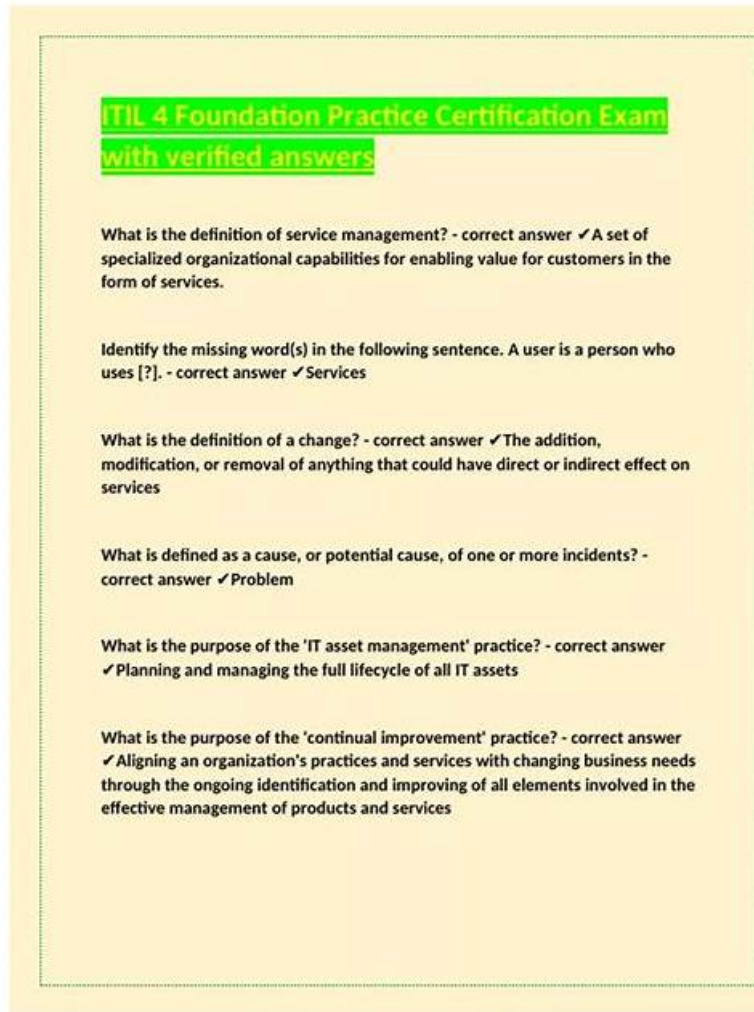 ITIL 4 Foundation Practice Certification Exam
with verified answers
What is the definition of service management? - correct answer ✔A set of
specialized organizational capabilities for enabling value for customers in the
form of services.
Identify the missing word(s) in the following sentence. A user is a person who
uses [?]. - correct answer ✔Services
What is the definition of a change? - correct answer ✔The addition,
modification, or removal of anything that could have direct or indirect effect on
services
What is defined as a cause, or potential cause, of one or more incidents? -
correct answer ✔Problem
What is the purpose of the 'IT asset management' practice? - correct answer
✔Planning and managing the full lifecycle of all IT assets
What is the purpose of the 'continual improvement' practice? - correct answer
✔Aligning an organization's practices and services with changing business needs
through the ongoing identification and improving of all elements involved in the
effective management of products and services